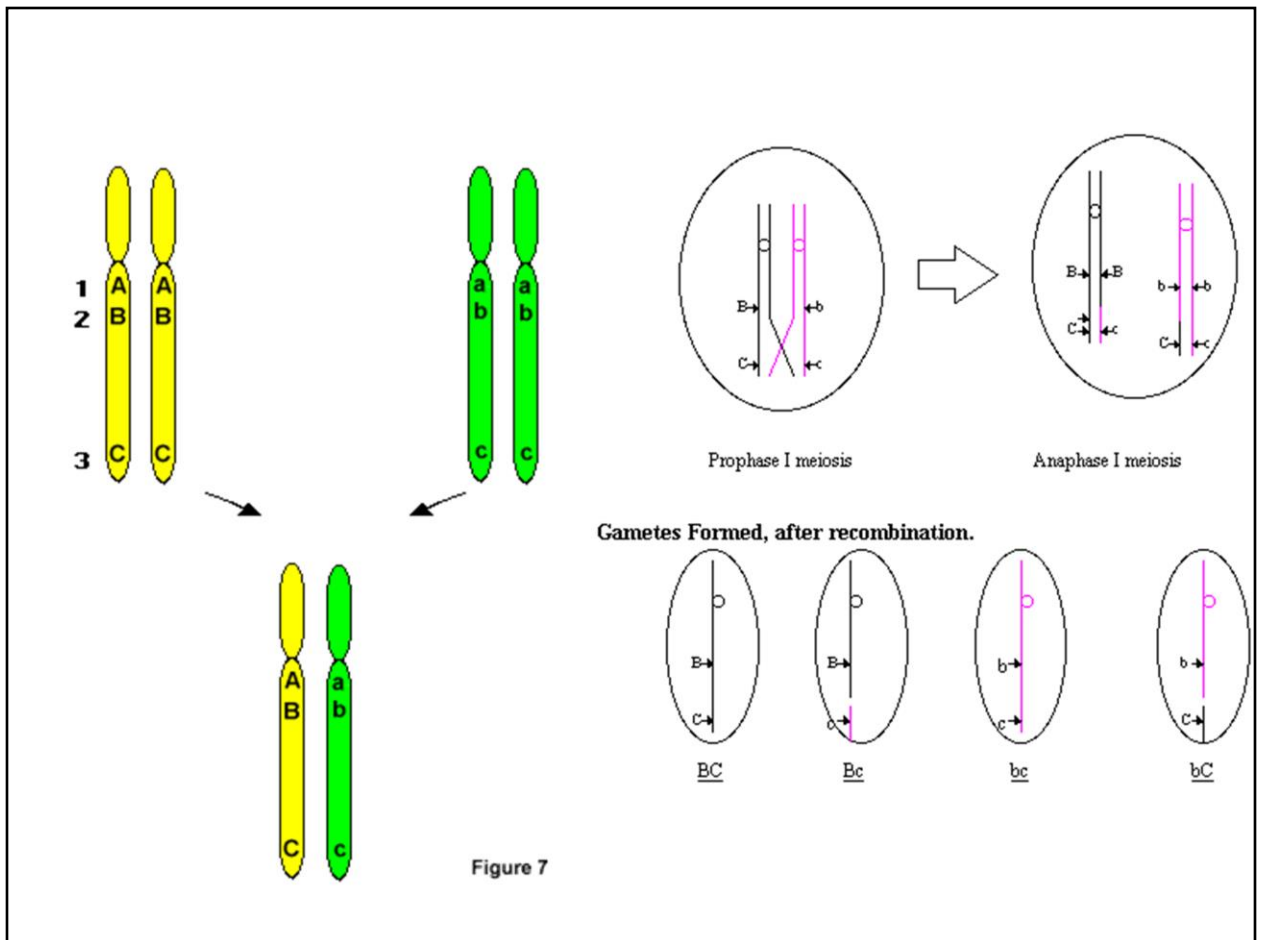 1 A A a a
2 B B b b
3 C C c c
A a
B b
C c
Figure 7
B b
C c
Prophase I meiosis
B B b b
C c C c
Anaphase I meiosis
Gametes Formed, after recombination.
B B b b
C c c C
BC Bc bc bC